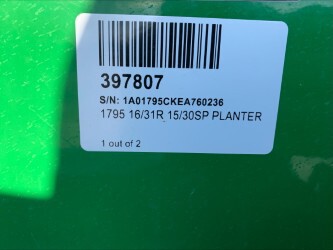 397807
S/N: 1A01795CKEA760236
1795 16/31R 15/30SP PLANTER
1 out of 2